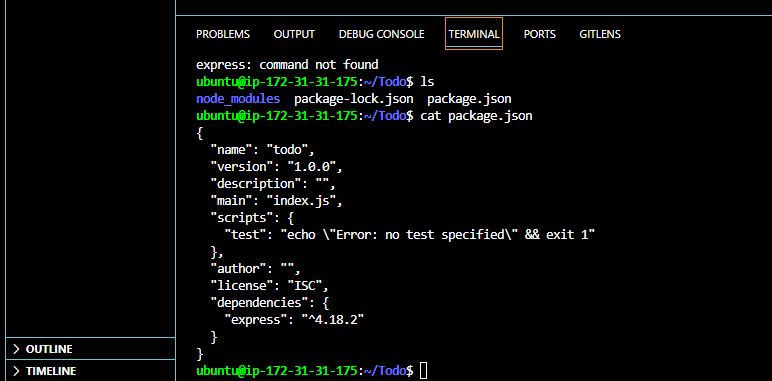 PROBLEMS OUTPUT DEBUG CONSOLE TERMINAL PORTS GITLENS
express: command not found
ubuntu@ip-172-31-31-175:~/Todo$ ls
node_modules  package-lock.json  package.json
ubuntu@ip-172-31-31-175:~/Todo$ cat package.json
{
  "name": "todo",
  "version": "1.0.0",
  "description": "",
  "main": "index.js",
  "scripts": {
    "test": "echo \"Error: no test specified\" && exit 1"
  },
  "author": "",
  "license": "ISC",
  "dependencies": {
    "express": "^4.18.2"
  }
}
ubuntu@ip-172-31-31-175:~/Todo$
OUTLINE
TIMELINE